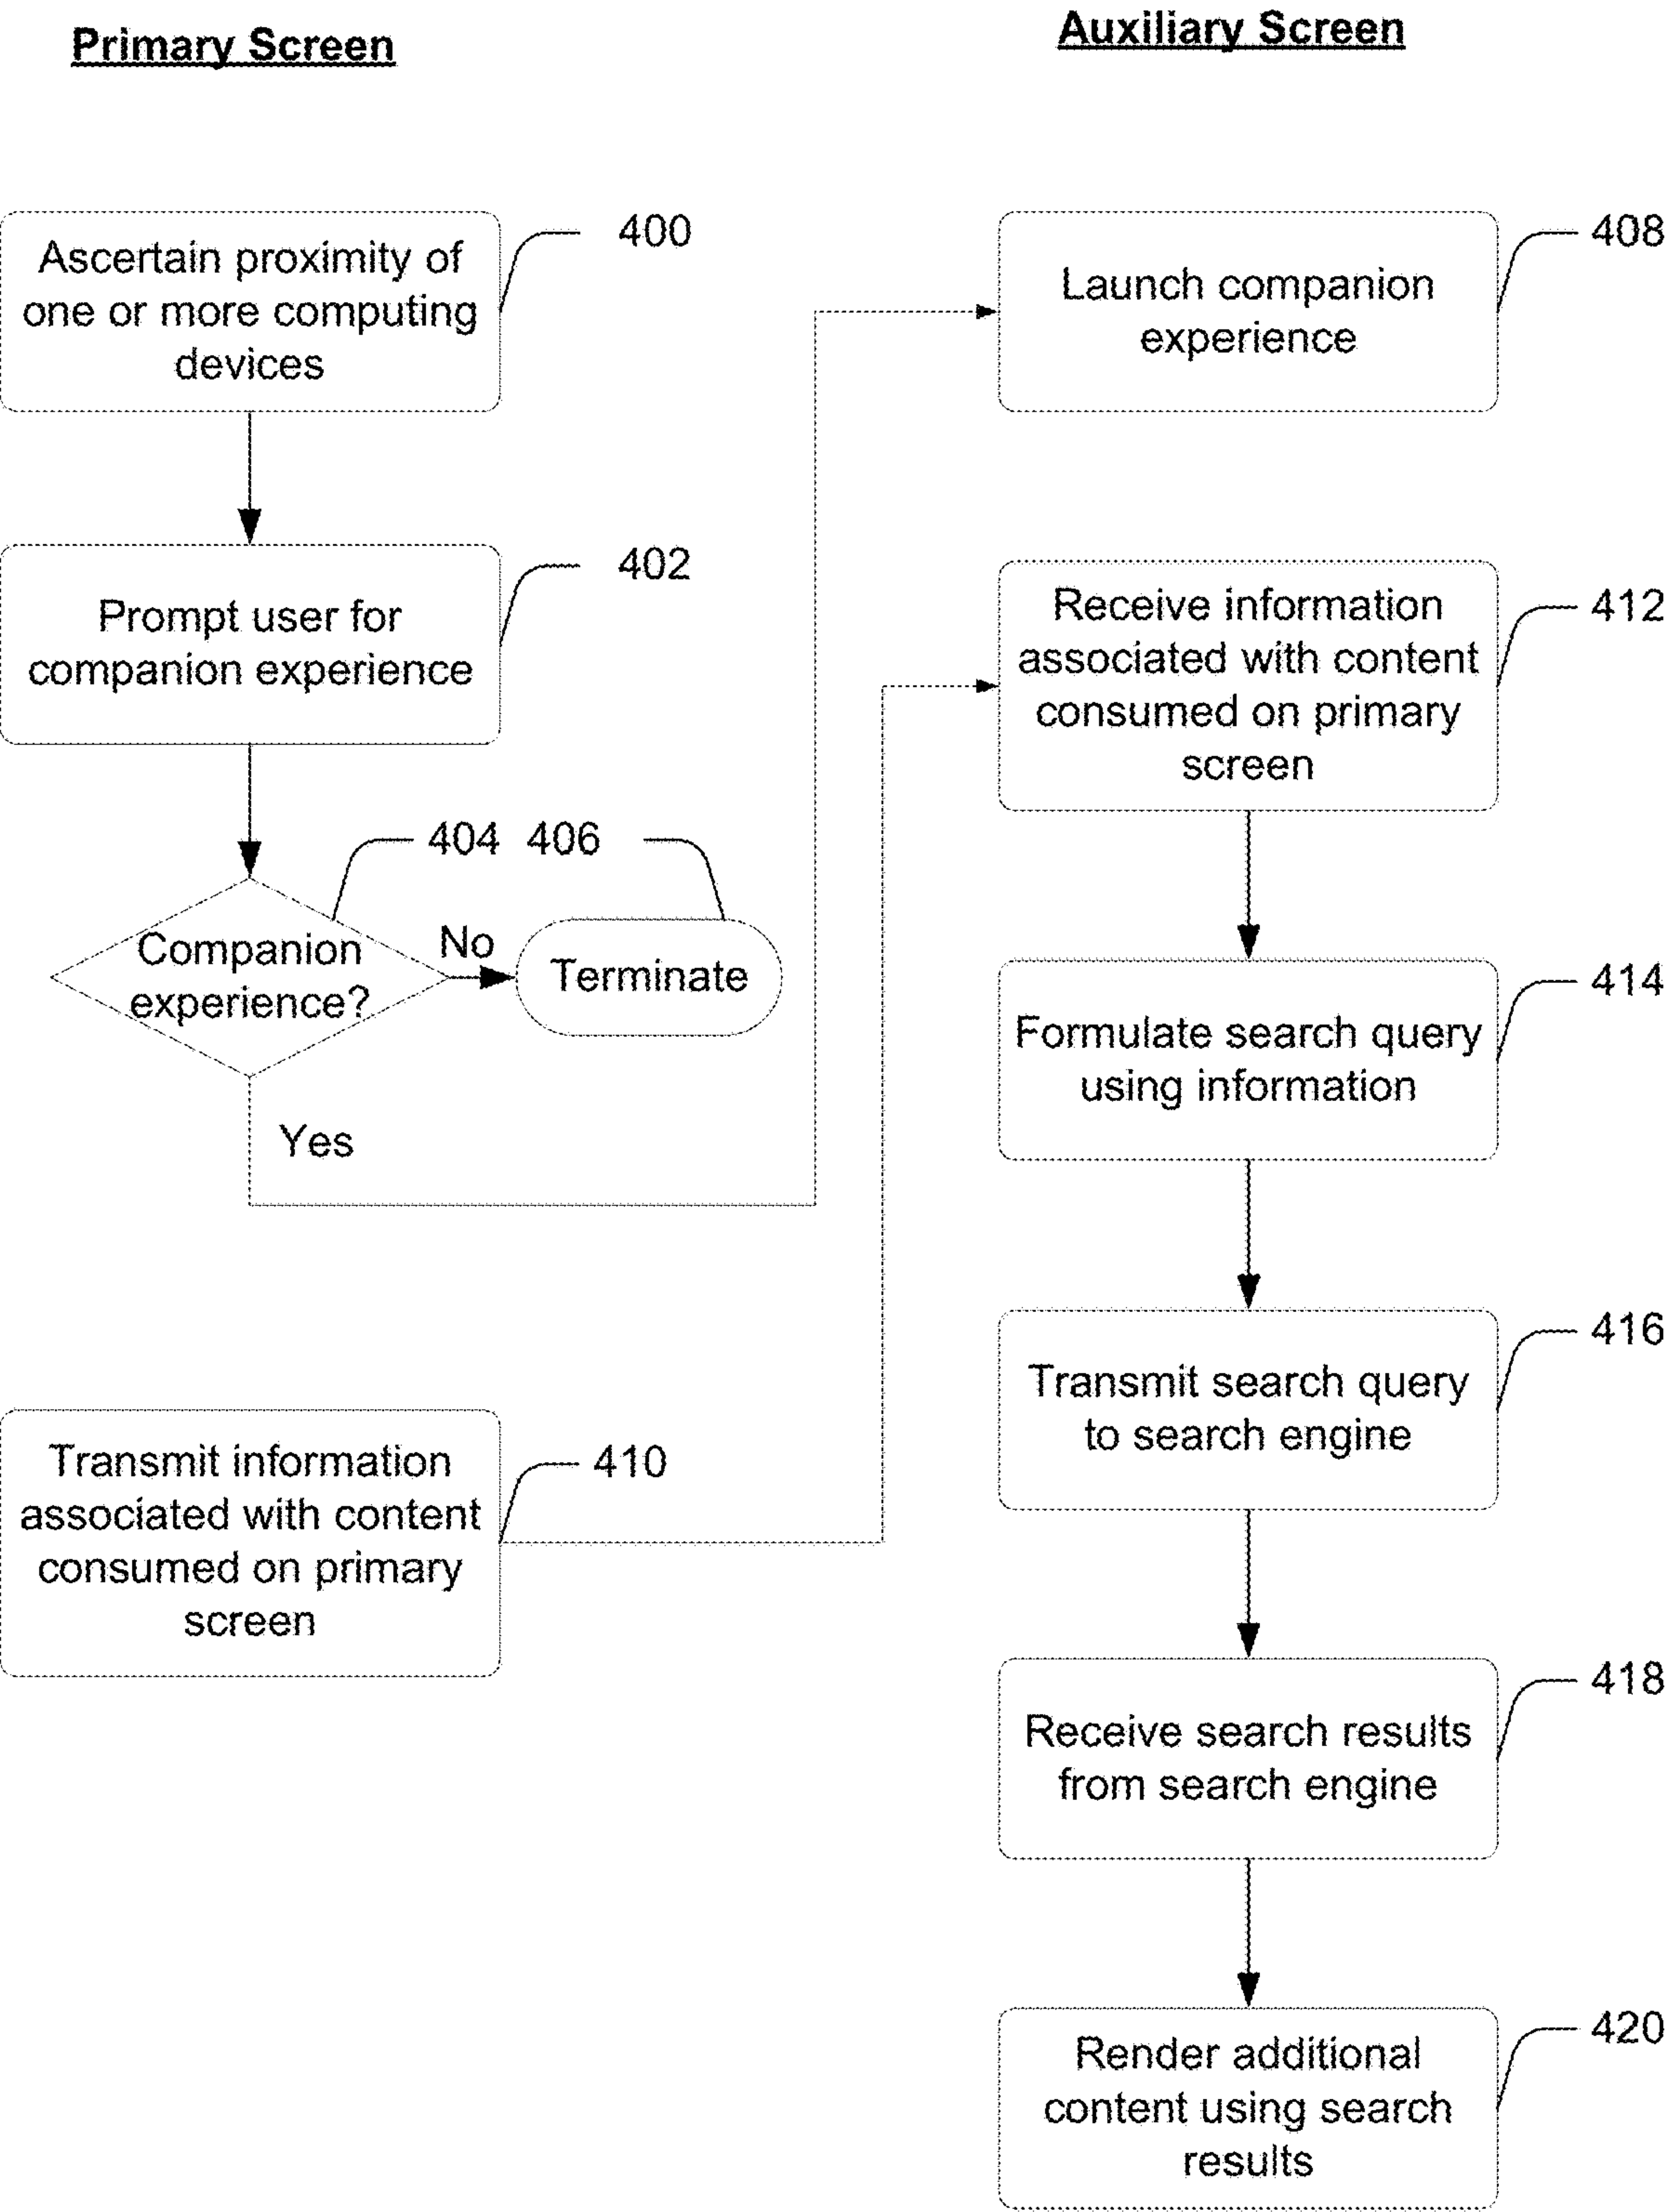 Primary Screen
Ascertain proximity of
one or more computing
devices
400
Prompt user for
companion experience
402
Companion
experience?
404
No
406
Terminate
Yes
Transmit information
associated with content
consumed on primary
screen
410
Auxiliary Screen
Launch companion
experience
408
Receive information
associated with content
consumed on primary
screen
412
Formulate search query
using information
414
Transmit search query
to search engine
416
Receive search results
from search engine
418
Render additional
content using search
results
420